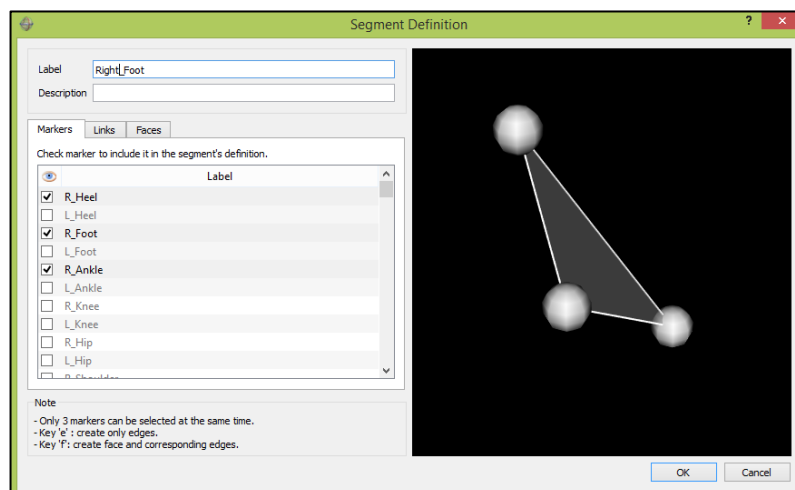 Segment Definition
? ×
Label Right_Foot
Description
Markers Links Faces
Check marker to include it in the segment's definition.
Label
R_Heel
L_Heel
R_Foot
L_Foot
R_Ankle
L_Ankle
R_Knee
L_Knee
R_Hip
L_Hip
R_Shoulder
Note
- Only 3 markers can be selected at the same time.
- Key 'e' : create only edges.
- Key 'f': create face and corresponding edges.
OK Cancel